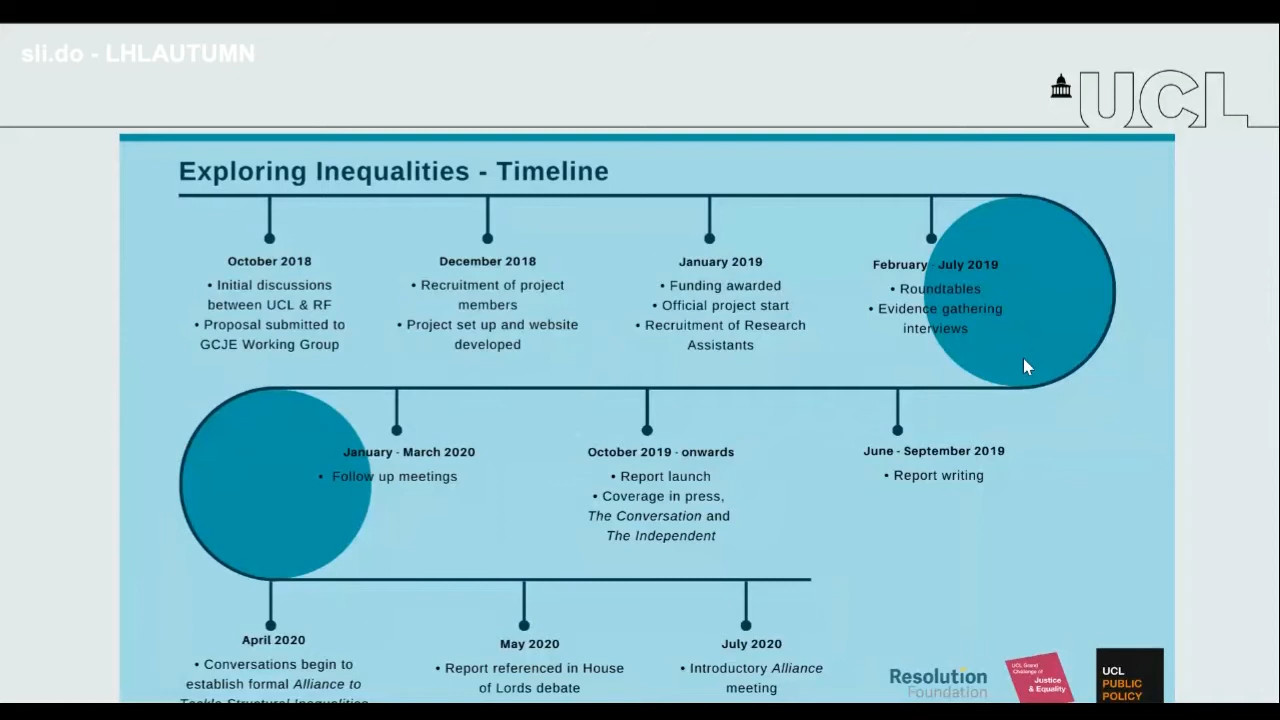 sli.do - LHLAUTUMN
UCL
Exploring Inequalities - Timeline
October 2018
• Initial discussions
between UCL & RF
• Proposal submitted to
GCJE Working Group
December 2018
• Recruitment of project
members
• Project set up and website
developed
January 2019
• Funding awarded
• Official project start
• Recruitment of Research
Assistants
February - July 2019
• Roundtables
• Evidence gathering
interviews
January - March 2020
• Follow up meetings
October 2019 - onwards
• Report launch
• Coverage in press,
The Conversation and
The Independent
June - September 2019
• Report writing
April 2020
• Conversations begin to
establish formal Alliance to
Tackle Structural Inequalities
May 2020
• Report referenced in House
of Lords debate
July 2020
• Introductory Alliance
meeting
Resolution
Foundation
UCL Grand
Challenge of
Justice
& Equality
UCL
PUBLIC
POLICY